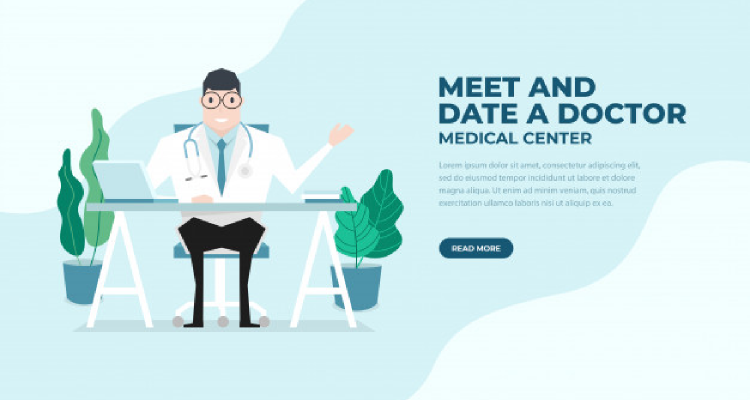 MEET AND
DATE A DOCTOR
MEDICAL CENTER
Lorem ipsum dolor sit amet, consectetur adipiscing elit,
sed do eiusmod tempor incididunt ut labore et dolore
magna aliqua. Ut enim ad minim veniam, quis nostrud
exercitation ullamco laboris nisi ut aliquip ex ea.
READ MORE